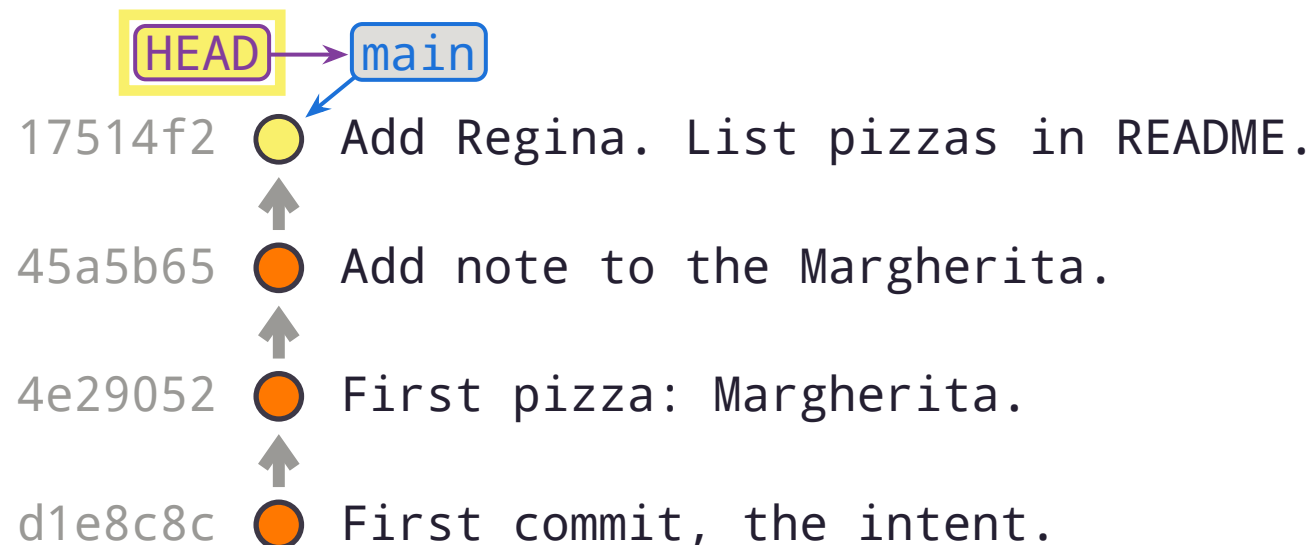 HEAD main
17514f2 Add Regina. List pizzas in README.
45a5b65 Add note to the Margherita.
4e29052 First pizza: Margherita.
d1e8c8c First commit, the intent.